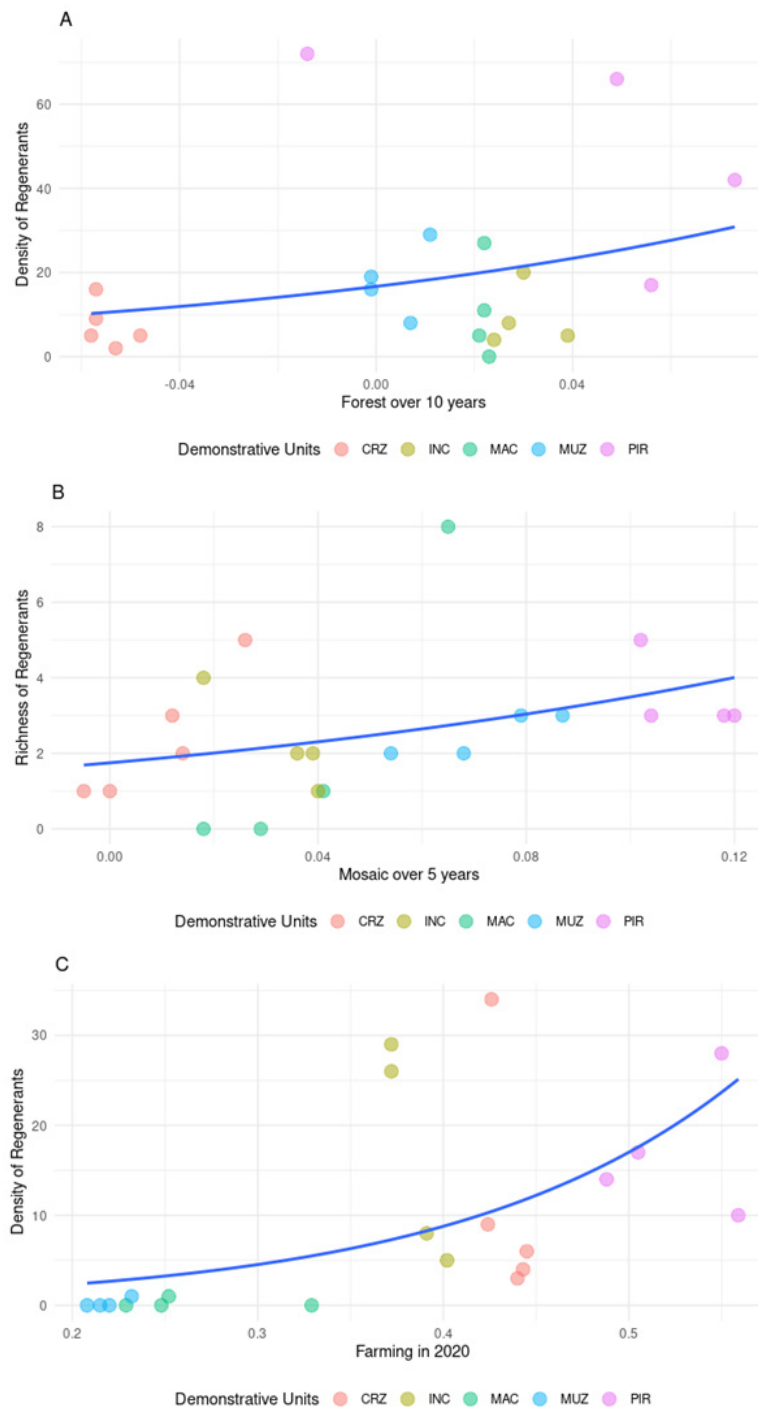 A
Density of Regenerants
60
40
20
0
-0.04 0.00 0.04
Forest over 10 years
Demonstrative Units CRZ INC MAC MUZ PIR
B
Richness of Regenerants
8
6
4
2
0
0.00 0.04 0.08 0.12
Mosaic over 5 years
Demonstrative Units CRZ INC MAC MUZ PIR
C
Density of Regenerants
30
20
10
0
0.2 0.3 0.4 0.5
Farming in 2020
Demonstrative Units CRZ INC MAC MUZ PIR